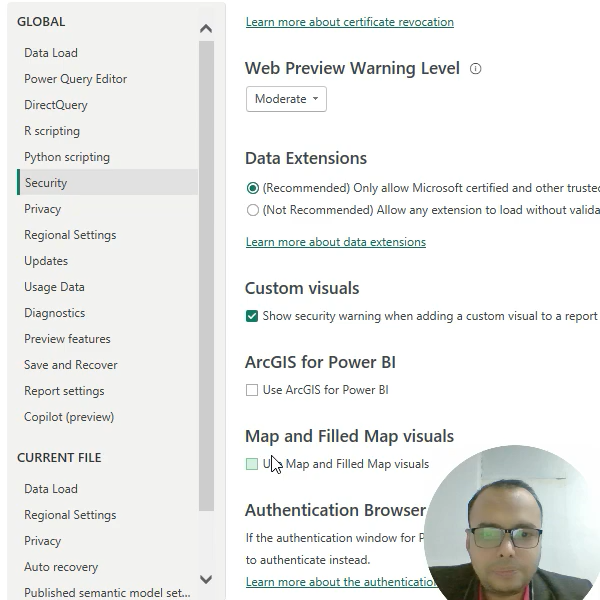 GLOBAL
Data Load
Power Query Editor
DirectQuery
R scripting
Python scripting
Security
Privacy
Regional Settings
Updates
Usage Data
Diagnostics
Preview features
Save and Recover
Report settings
Copilot (preview)
CURRENT FILE
Data Load
Regional Settings
Privacy
Auto recovery
Published semantic model set...
Learn more about certificate revocation
Web Preview Warning Level
Moderate
Data Extensions
(Recommended) Only allow Microsoft certified and other truste
(Not Recommended) Allow any extension to load without valida
Learn more about data extensions
Custom visuals
Show security warning when adding a custom visual to a report
ArcGIS for Power BI
Use ArcGIS for Power BI
Map and Filled Map visuals
Map and Filled Map visuals
Authentication Browser
If the authentication window for
to authenticate instead.
Learn more about the